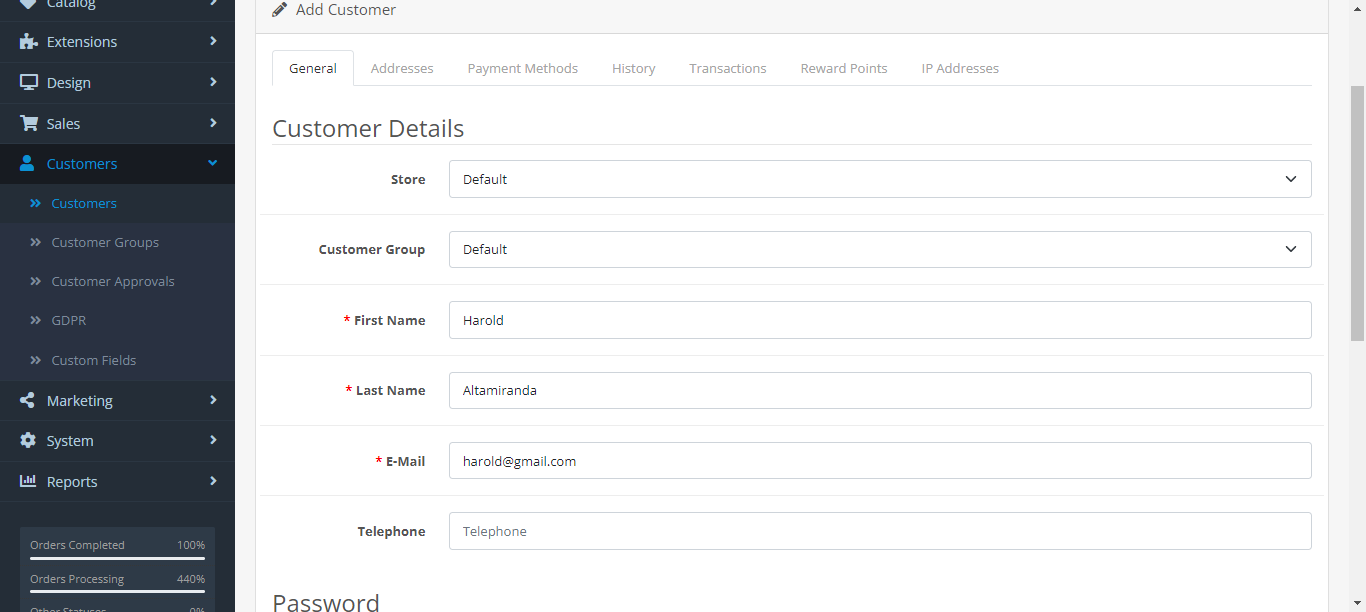 Catalog
Extensions
Design
Sales
Customers
Customers
Customer Groups
Customer Approvals
GDPR
Custom Fields
Marketing
System
Reports
Orders Completed 100%
Orders Processing 440%
Other Statuses 0%
Add Customer
General Addresses Payment Methods History Transactions Reward Points IP Addresses
Customer Details
Store Default
Customer Group Default
* First Name Harold
* Last Name Altamiranda
* E-Mail harold@gmail.com
Telephone Telephone
Password